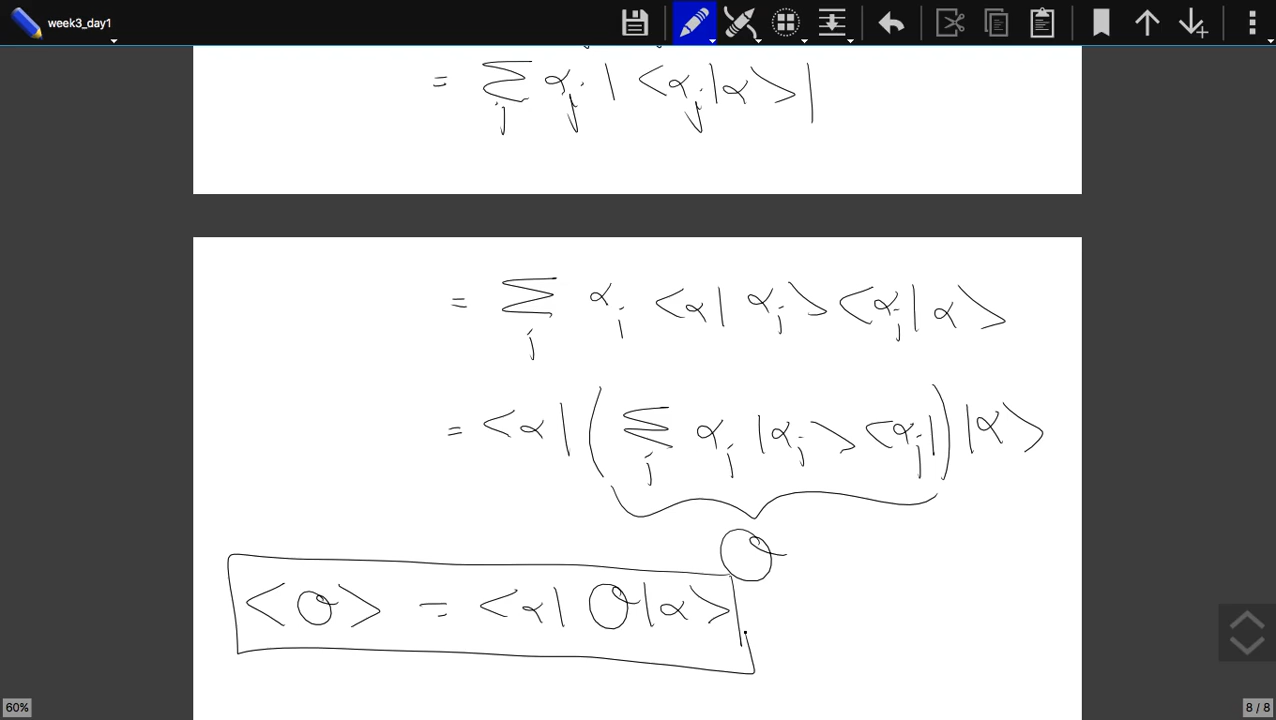 week3_day1
= Σ_j α_j | <α_j|α> |
= Σ_j α_j <α|α_j> <α_j|α>
= <α| ( Σ_j α_j |α_j> <α_j| ) |α>
O
<O> = <α| O |α>
60%
8 / 8